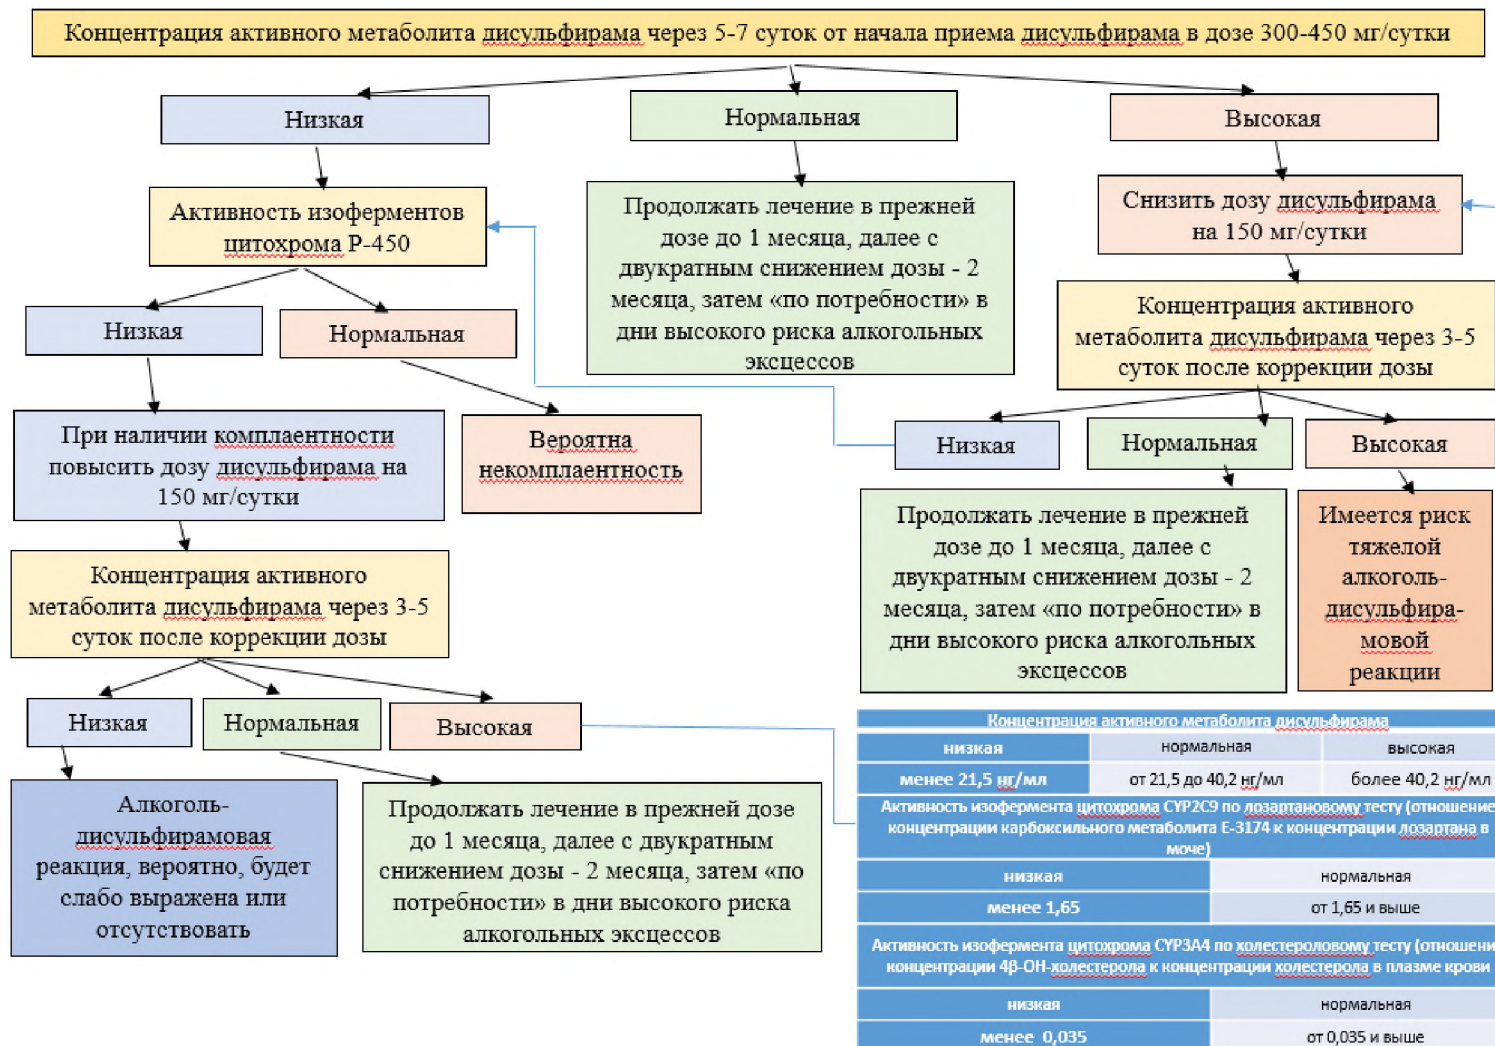 Концентрация активного метаболита дисульфирама через 5-7 суток от начала приема дисульфирама в дозе 300-450 мг/сутки
Низкая
Нормальная
Высокая
Активность изоферментов
цитохрома Р-450
Продолжать лечение в прежней
дозе до 1 месяца, далее с
двукратным снижением дозы - 2
месяца, затем «по потребности» в
дни высокого риска алкогольных
эксцессов
Снизить дозу дисульфирама
на 150 мг/сутки
Низкая
Нормальная
Концентрация активного
метаболита дисульфирама через 3-5
суток после коррекции дозы
При наличии комплаентности
повысить дозу дисульфирама на
150 мг/сутки
Вероятна
некомплаентность
Низкая
Нормальная
Высокая
Продолжать лечение в прежней
дозе до 1 месяца, далее с
двукратным снижением дозы - 2
месяца, затем «по потребности» в
дни высокого риска алкогольных
эксцессов
Имеется риск
тяжелой
алкоголь-
дисульфира-
мовой
реакции
Концентрация активного
метаболита дисульфирама через 3-5
суток после коррекции дозы
Низкая
Нормальная
Высокая
Алкоголь-
дисульфирамовая
реакция, вероятно, будет
слабо выражена или
отсутствовать
Продолжать лечение в прежней дозе
до 1 месяца, далее с двукратным
снижением дозы - 2 месяца, затем «по
потребности» в дни высокого риска
алкогольных эксцессов
Концентрация активного метаболита дисульфирама
низкая нормальная высокая
менее 21,5 нг/мл от 21,5 до 40,2 нг/мл более 40,2 нг/мл
Активность изофермента цитохрома CYP2C9 по лозартановому тесту (отношение
концентрации карбоксильного метаболита Е-3174 к концентрации лозартана в
моче)
низкая нормальная
менее 1,65 от 1,65 и выше
Активность изофермента цитохрома CYP3A4 по холестероловому тесту (отношени
концентрации 4β-ОН-холестерола к концентрации холестерола в плазме крови
низкая нормальная
менее 0,035 от 0,035 и выше